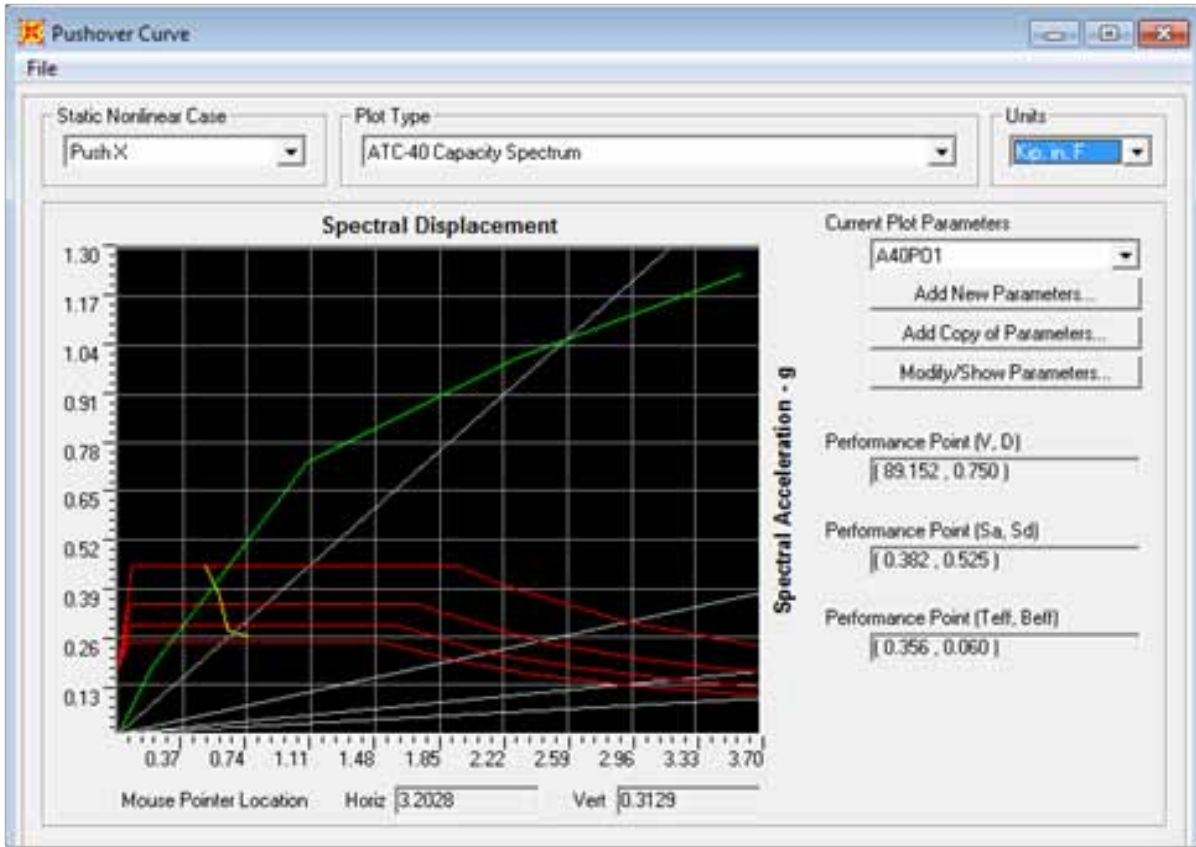 Pushover Curve
File
Static Nonlinear Case
Push X
Plot Type
ATC-40 Capacity Spectrum
Units
Kip, in, F
Spectral Displacement
1.30
1.17
1.04
0.91
0.78
0.65
0.52
0.39
0.26
0.13
0.37 0.74 1.11 1.48 1.85 2.22 2.59 2.96 3.33 3.70
Spectral Acceleration - g
Mouse Pointer Location Horiz 3.2028 Vert 0.3129
Current Plot Parameters
A40PO1
Add New Parameters...
Add Copy of Parameters...
Modify/Show Parameters...
Performance Point (V, D)
( 89.152 , 0.750 )
Performance Point (Sa, Sd)
( 0.382 , 0.525 )
Performance Point (Teff, Beff)
( 0.356 , 0.060 )